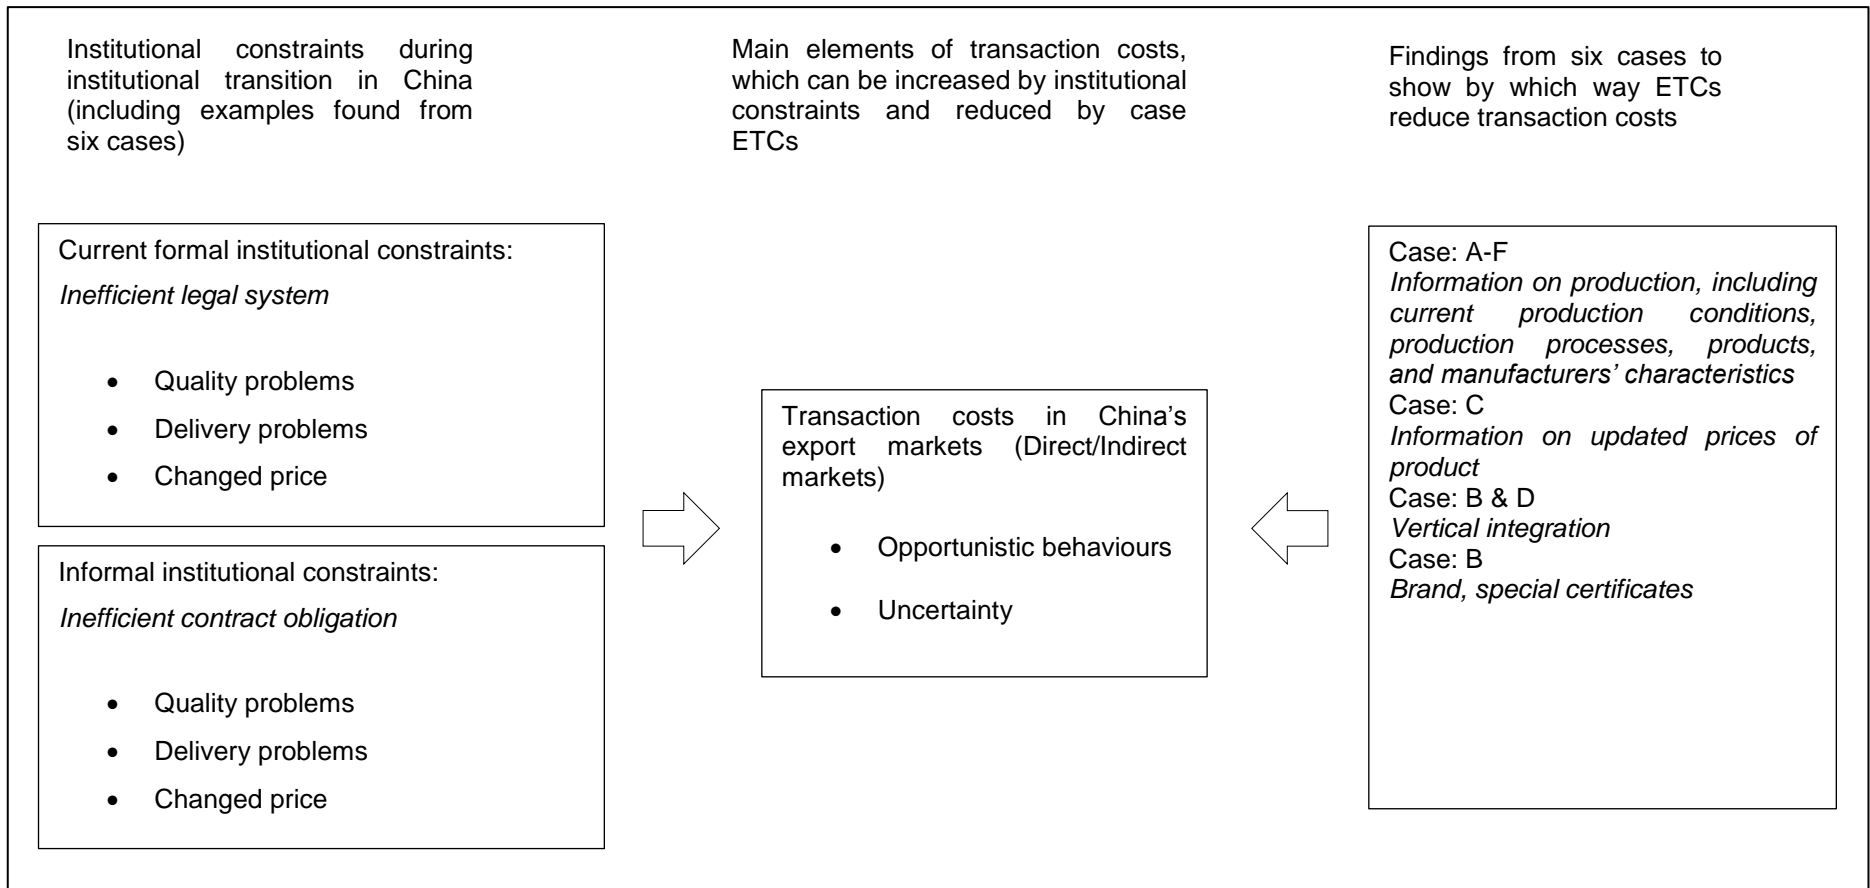 Institutional constraints during
institutional transition in China
(including examples found from
six cases)
Main elements of transaction costs,
which can be increased by institutional
constraints and reduced by case
ETCs
Findings from six cases to
show by which way ETCs
reduce transaction costs
Current formal institutional constraints:
Inefficient legal system
• Quality problems
• Delivery problems
• Changed price
Informal institutional constraints:
Inefficient contract obligation
• Quality problems
• Delivery problems
• Changed price
Transaction costs in China’s
export markets (Direct/Indirect
markets)
• Opportunistic behaviours
• Uncertainty
Case: A-F
Information on production, including
current production conditions,
production processes, products,
and manufacturers’ characteristics
Case: C
Information on updated prices of
product
Case: B & D
Vertical integration
Case: B
Brand, special certificates